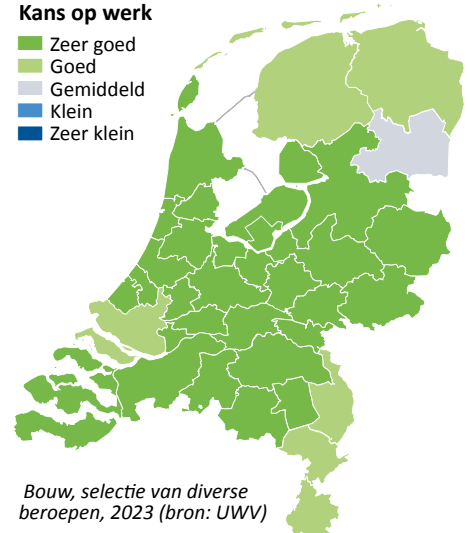 Kans op werk
Zeer goed
Goed
Gemiddeld
Klein
Zeer klein
Bouw, selectie van diverse
beroepen, 2023 (bron: UWV)